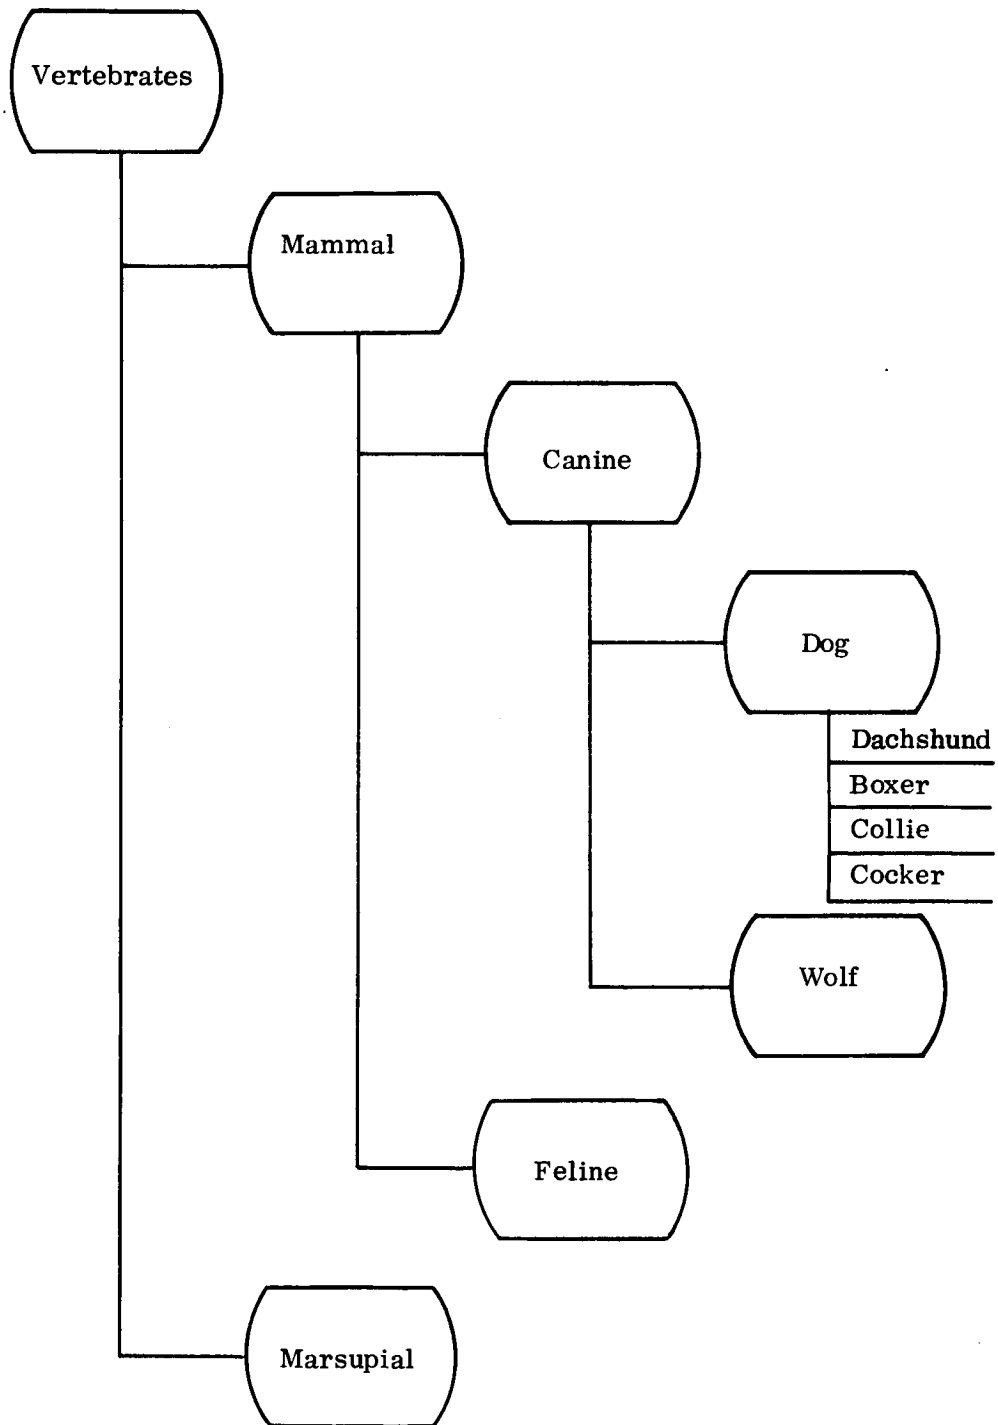 Vertebrates
Mammal
Canine
Dog
Dachshund
Boxer
Collie
Cocker
Wolf
Feline
Marsupial